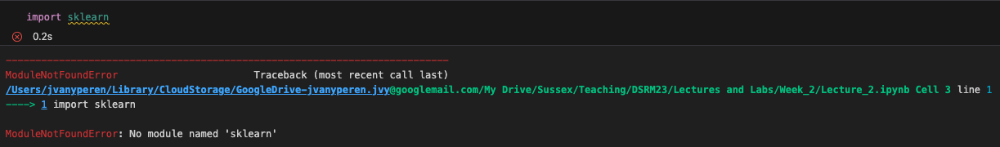 import sklearn
0.2s
---------------------------------------------------------------------------
ModuleNotFoundError                       Traceback (most recent call last)
/Users/jvanyperen/Library/CloudStorage/GoogleDrive-jvanyperen.jvy@googlemail.com/My Drive/Sussex/Teaching/DSRM23/Lectures and Labs/Week_2/Lecture_2.ipynb Cell 3 line 1
----> 1 import sklearn
ModuleNotFoundError: No module named 'sklearn'